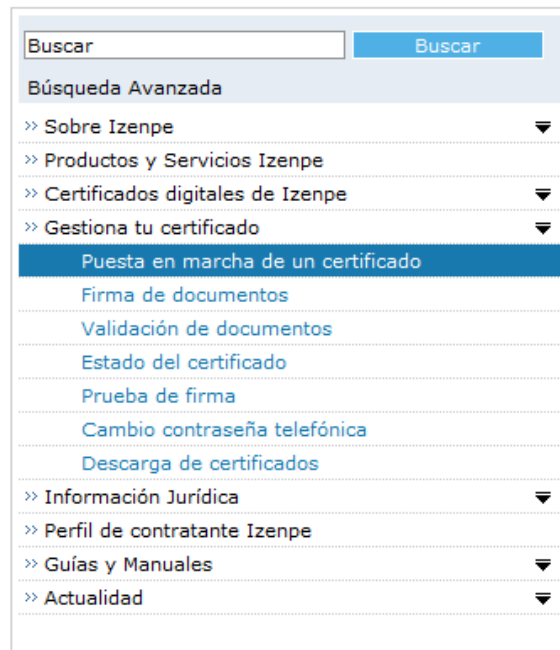 Buscar Buscar
Búsqueda Avanzada
» Sobre Izenpe
» Productos y Servicios Izenpe
» Certificados digitales de Izenpe
» Gestiona tu certificado
Puesta en marcha de un certificado
Firma de documentos
Validación de documentos
Estado del certificado
Prueba de firma
Cambio contraseña telefónica
Descarga de certificados
» Información Jurídica
» Perfil de contratante Izenpe
» Guías y Manuales
» Actualidad